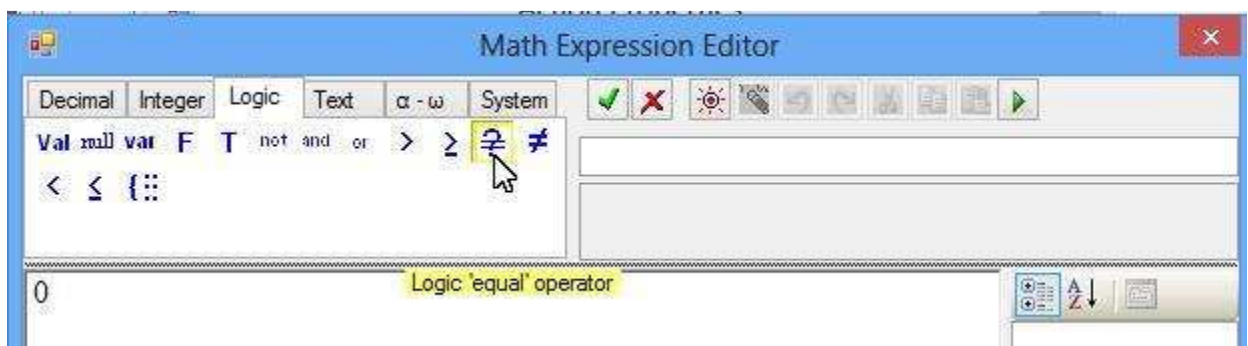 Math Expression Editor
Decimal Integer Logic Text α - ω System
Val null var F T not and or > ≥ ≠
< ≤ {
Logic 'equal' operator
0
A
Z